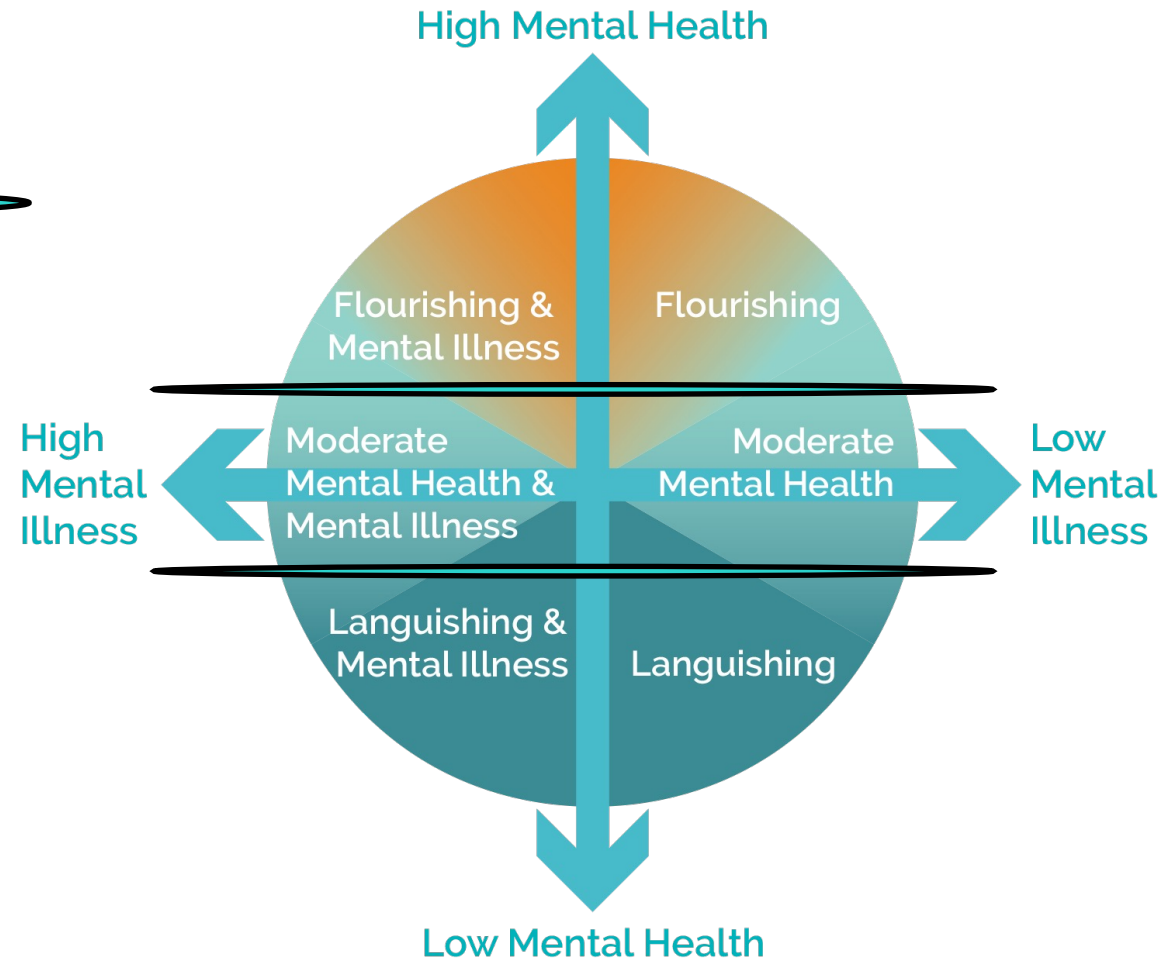 High Mental Health
Flourishing &
Mental Illness
Flourishing
High
Mental
Illness
Moderate
Mental Health &
Mental Illness
Moderate
Mental Health
Low
Mental
Illness
Languishing &
Mental Illness
Languishing
Low Mental Health